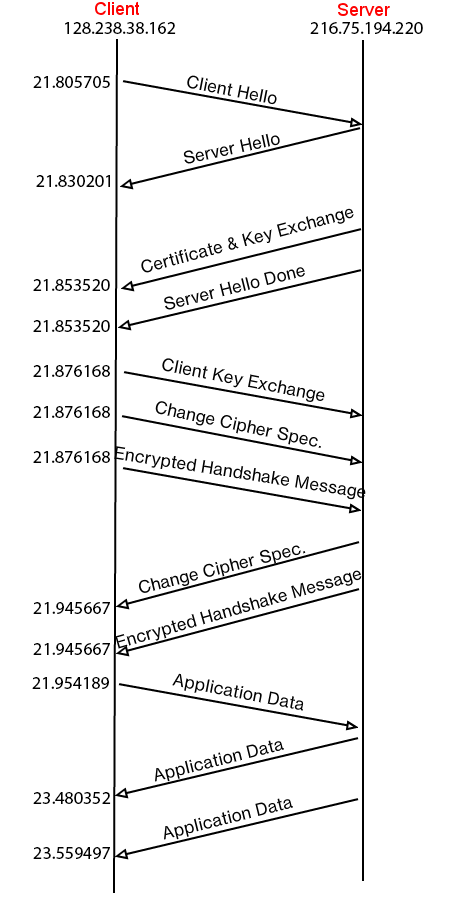 Client
Server
128.238.38.162
216.75.194.220
21.805705
Client Hello
Server Hello
21.830201
Certificate & Key Exchange
21.853520
Server Hello Done
21.853520
21.876168
Client Key Exchange
21.876168
Change Cipher Spec.
21.876168
Encrypted Handshake Message
Change Cipher Spec.
21.945667
Encrypted Handshake Message
21.945667
21.954189
Application Data
Application Data
23.480352
Application Data
23.559497